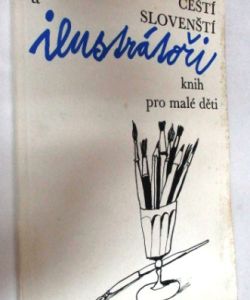 ČEŠTÍ
a SLOVENŠTÍ
ilustrátoři
knih
pro malé děti